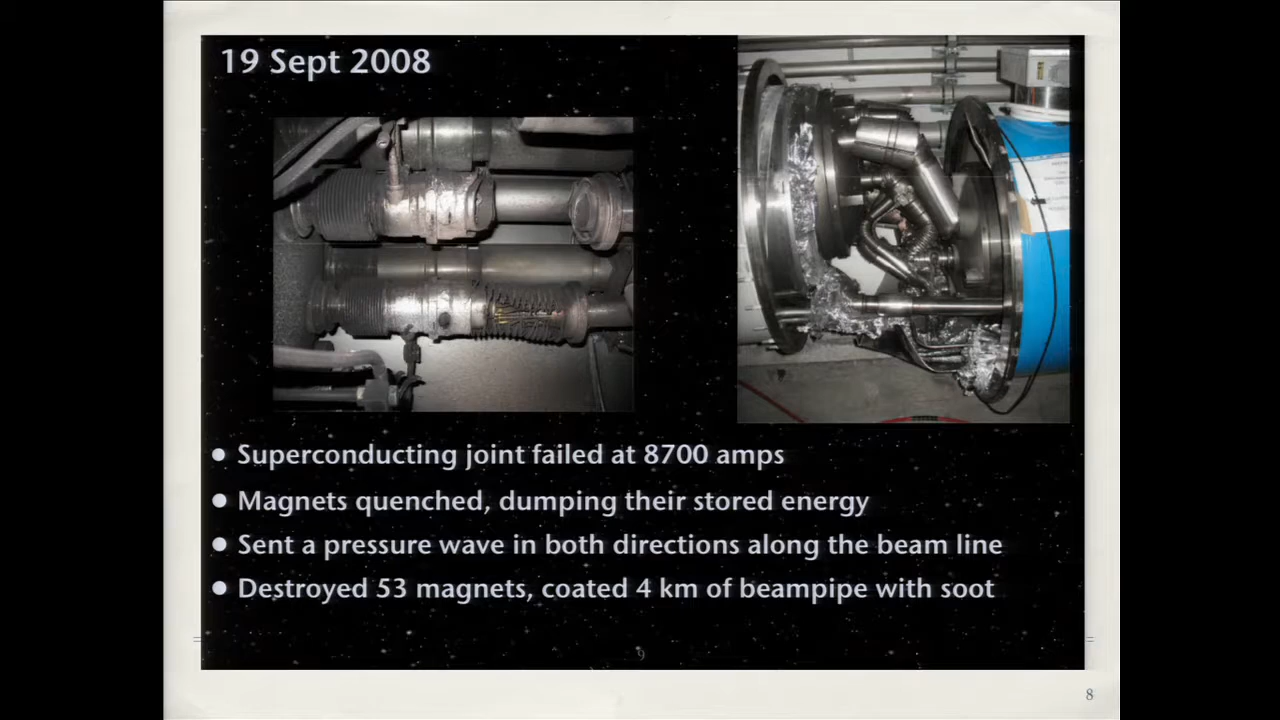 19 Sept 2008
● Superconducting joint failed at 8700 amps
● Magnets quenched, dumping their stored energy
● Sent a pressure wave in both directions along the beam line
● Destroyed 53 magnets, coated 4 km of beampipe with soot
9
8